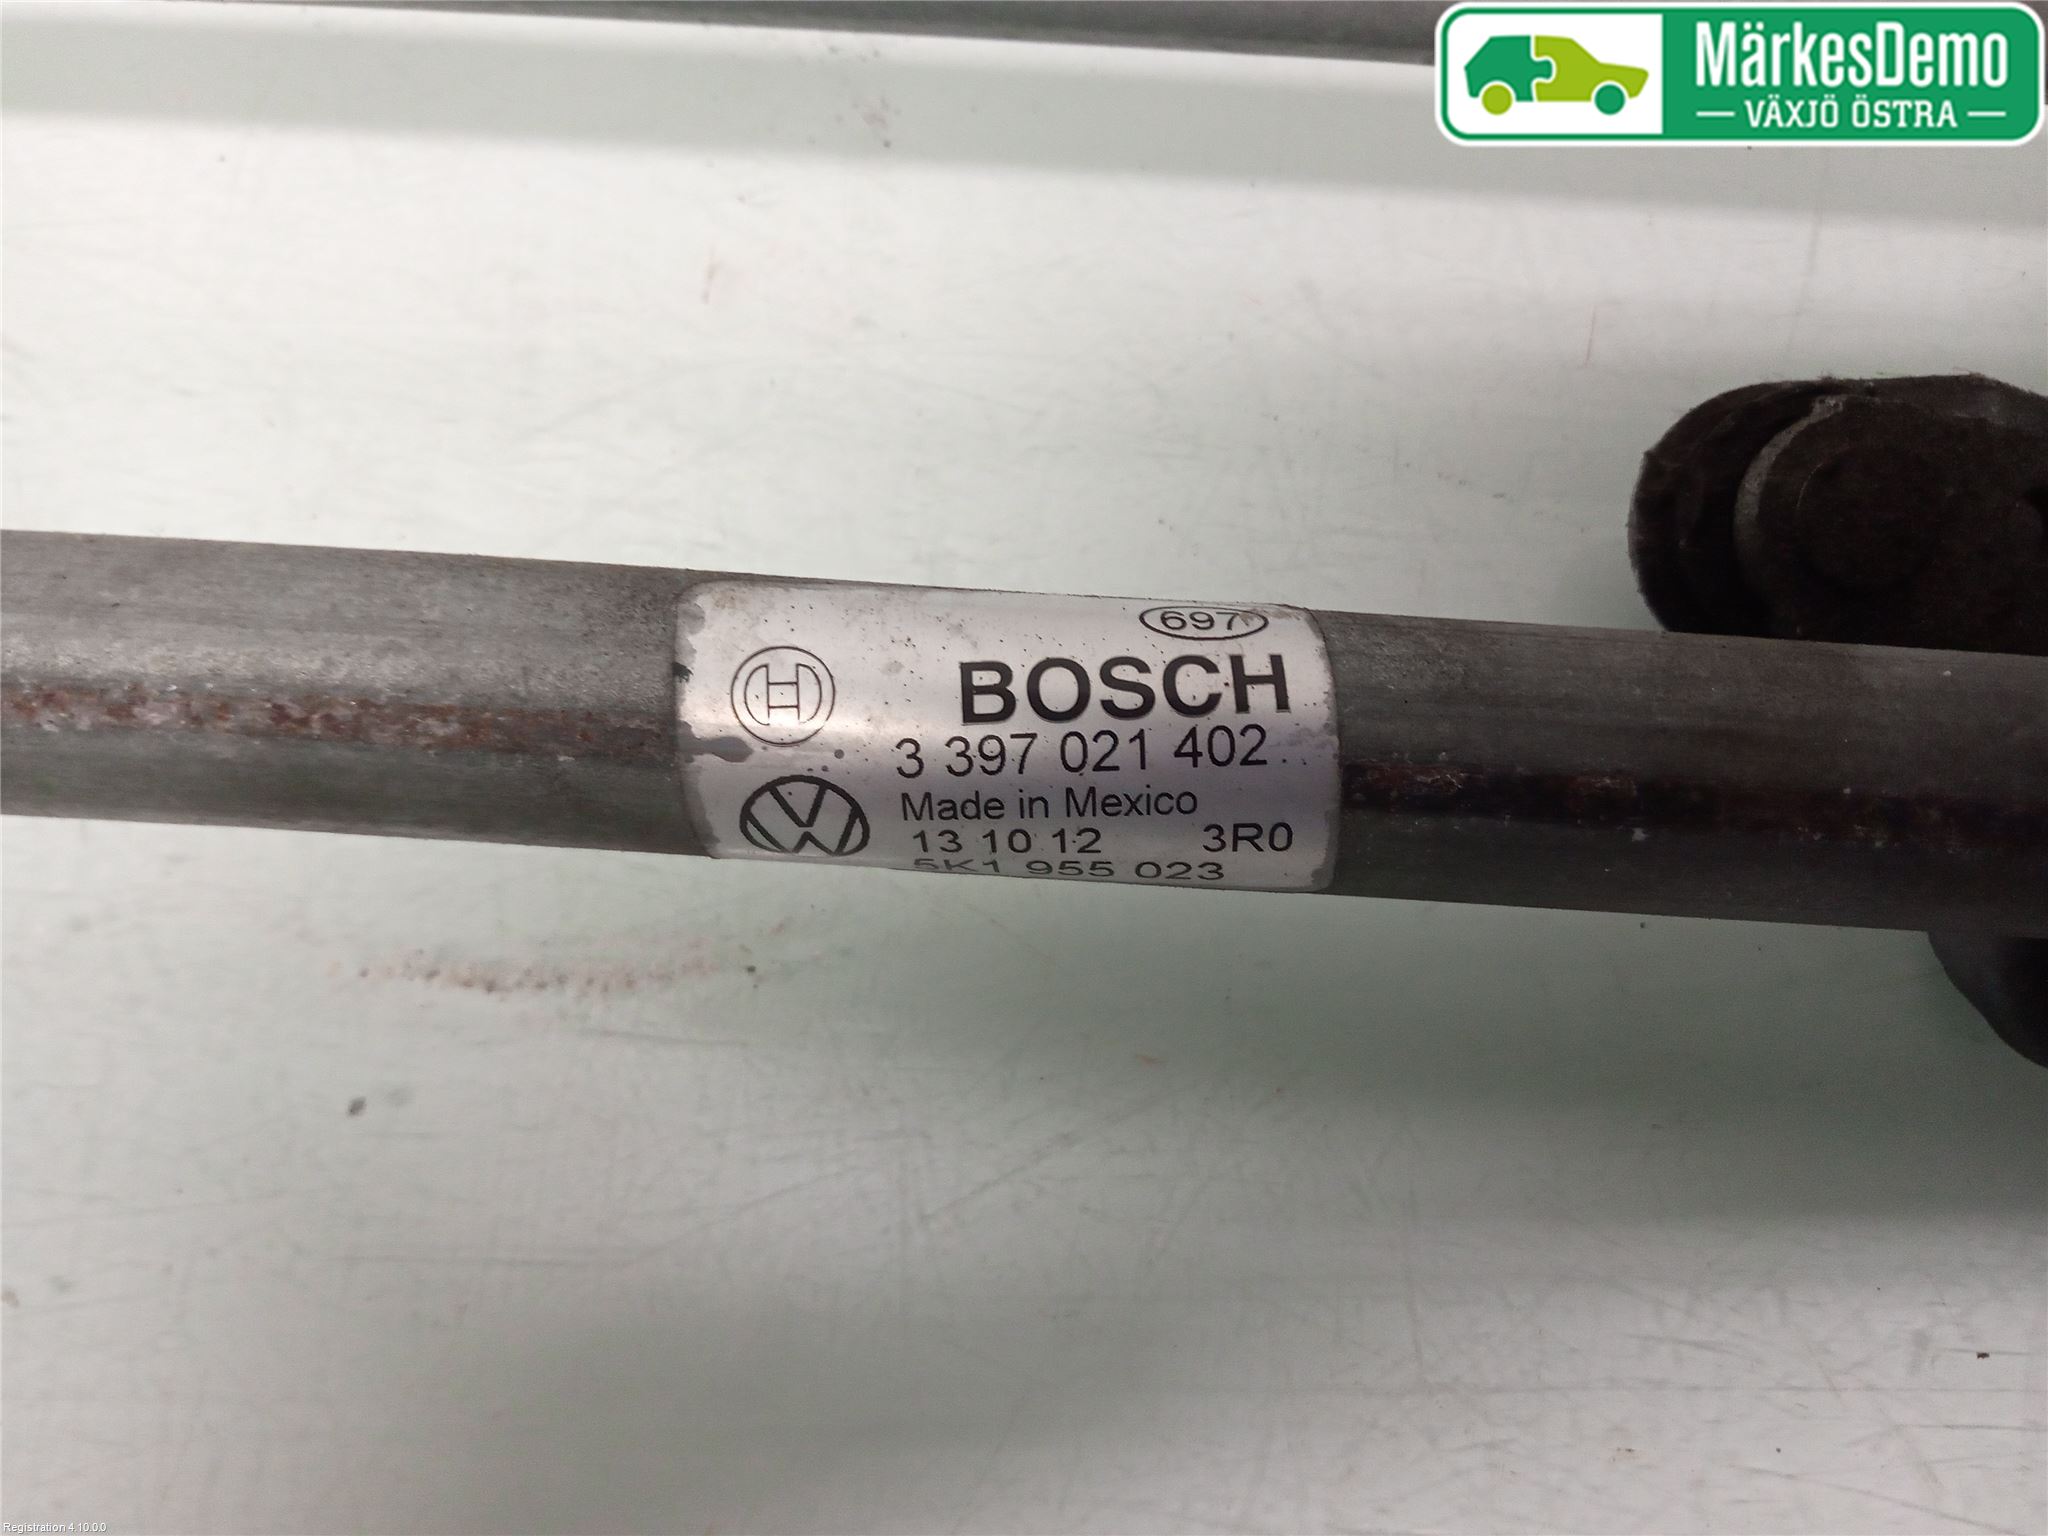 MärkesDemo
VÄXJÖ ÖSTRA
697
BOSCH
3 397 021 402
Made in Mexico
13 10 12 3R0
5K1 955 023
Registration 4.10.0.0